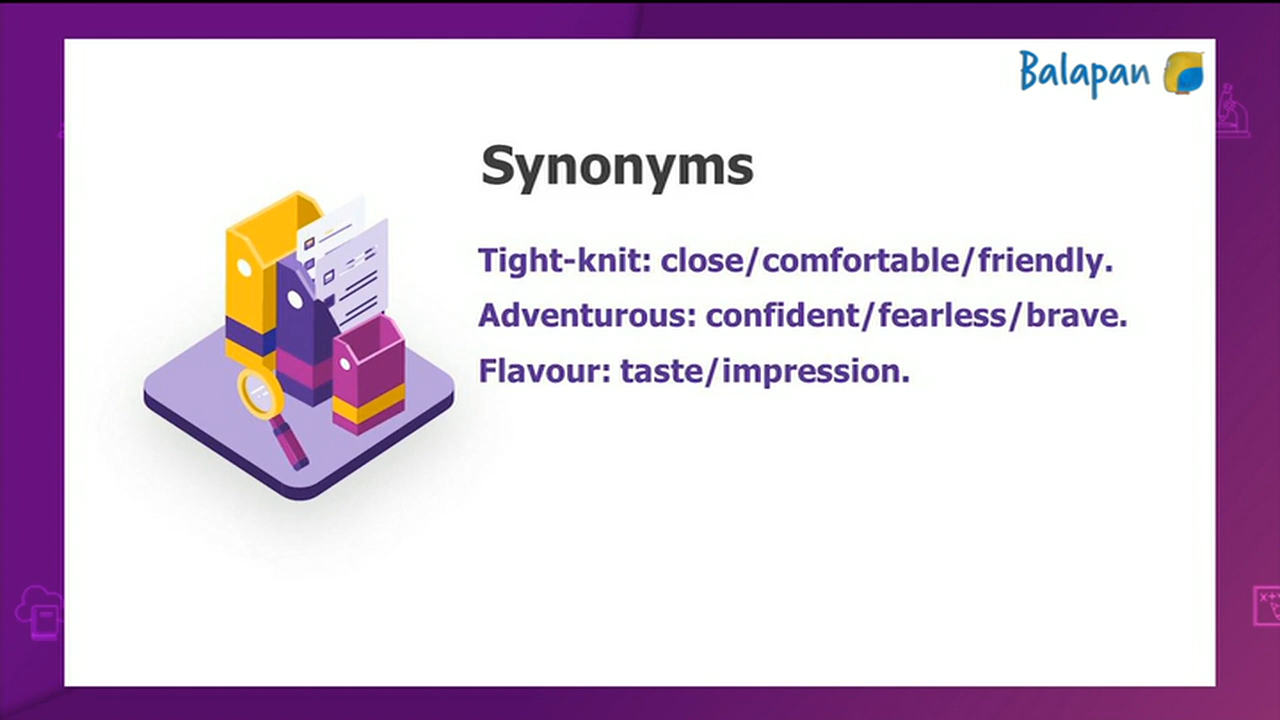 Balapan
Synonyms
Tight-knit: close/comfortable/friendly.
Adventurous: confident/fearless/brave.
Flavour: taste/impression.